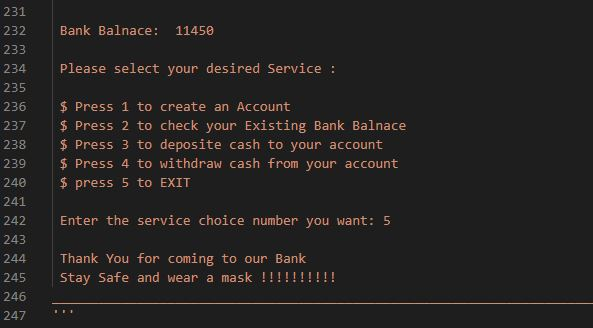 231
232 Bank Balnace:  11450
233
234 Please select your desired Service :
235
236 $ Press 1 to create an Account
237 $ Press 2 to check your Existing Bank Balnace
238 $ Press 3 to deposite cash to your account
239 $ Press 4 to withdraw cash from your account
240 $ press 5 to EXIT
241
242 Enter the service choice number you want: 5
243
244 Thank You for coming to our Bank
245 Stay Safe and wear a mask !!!!!!!!!!
246 ________________________________________________________________________
247 '''